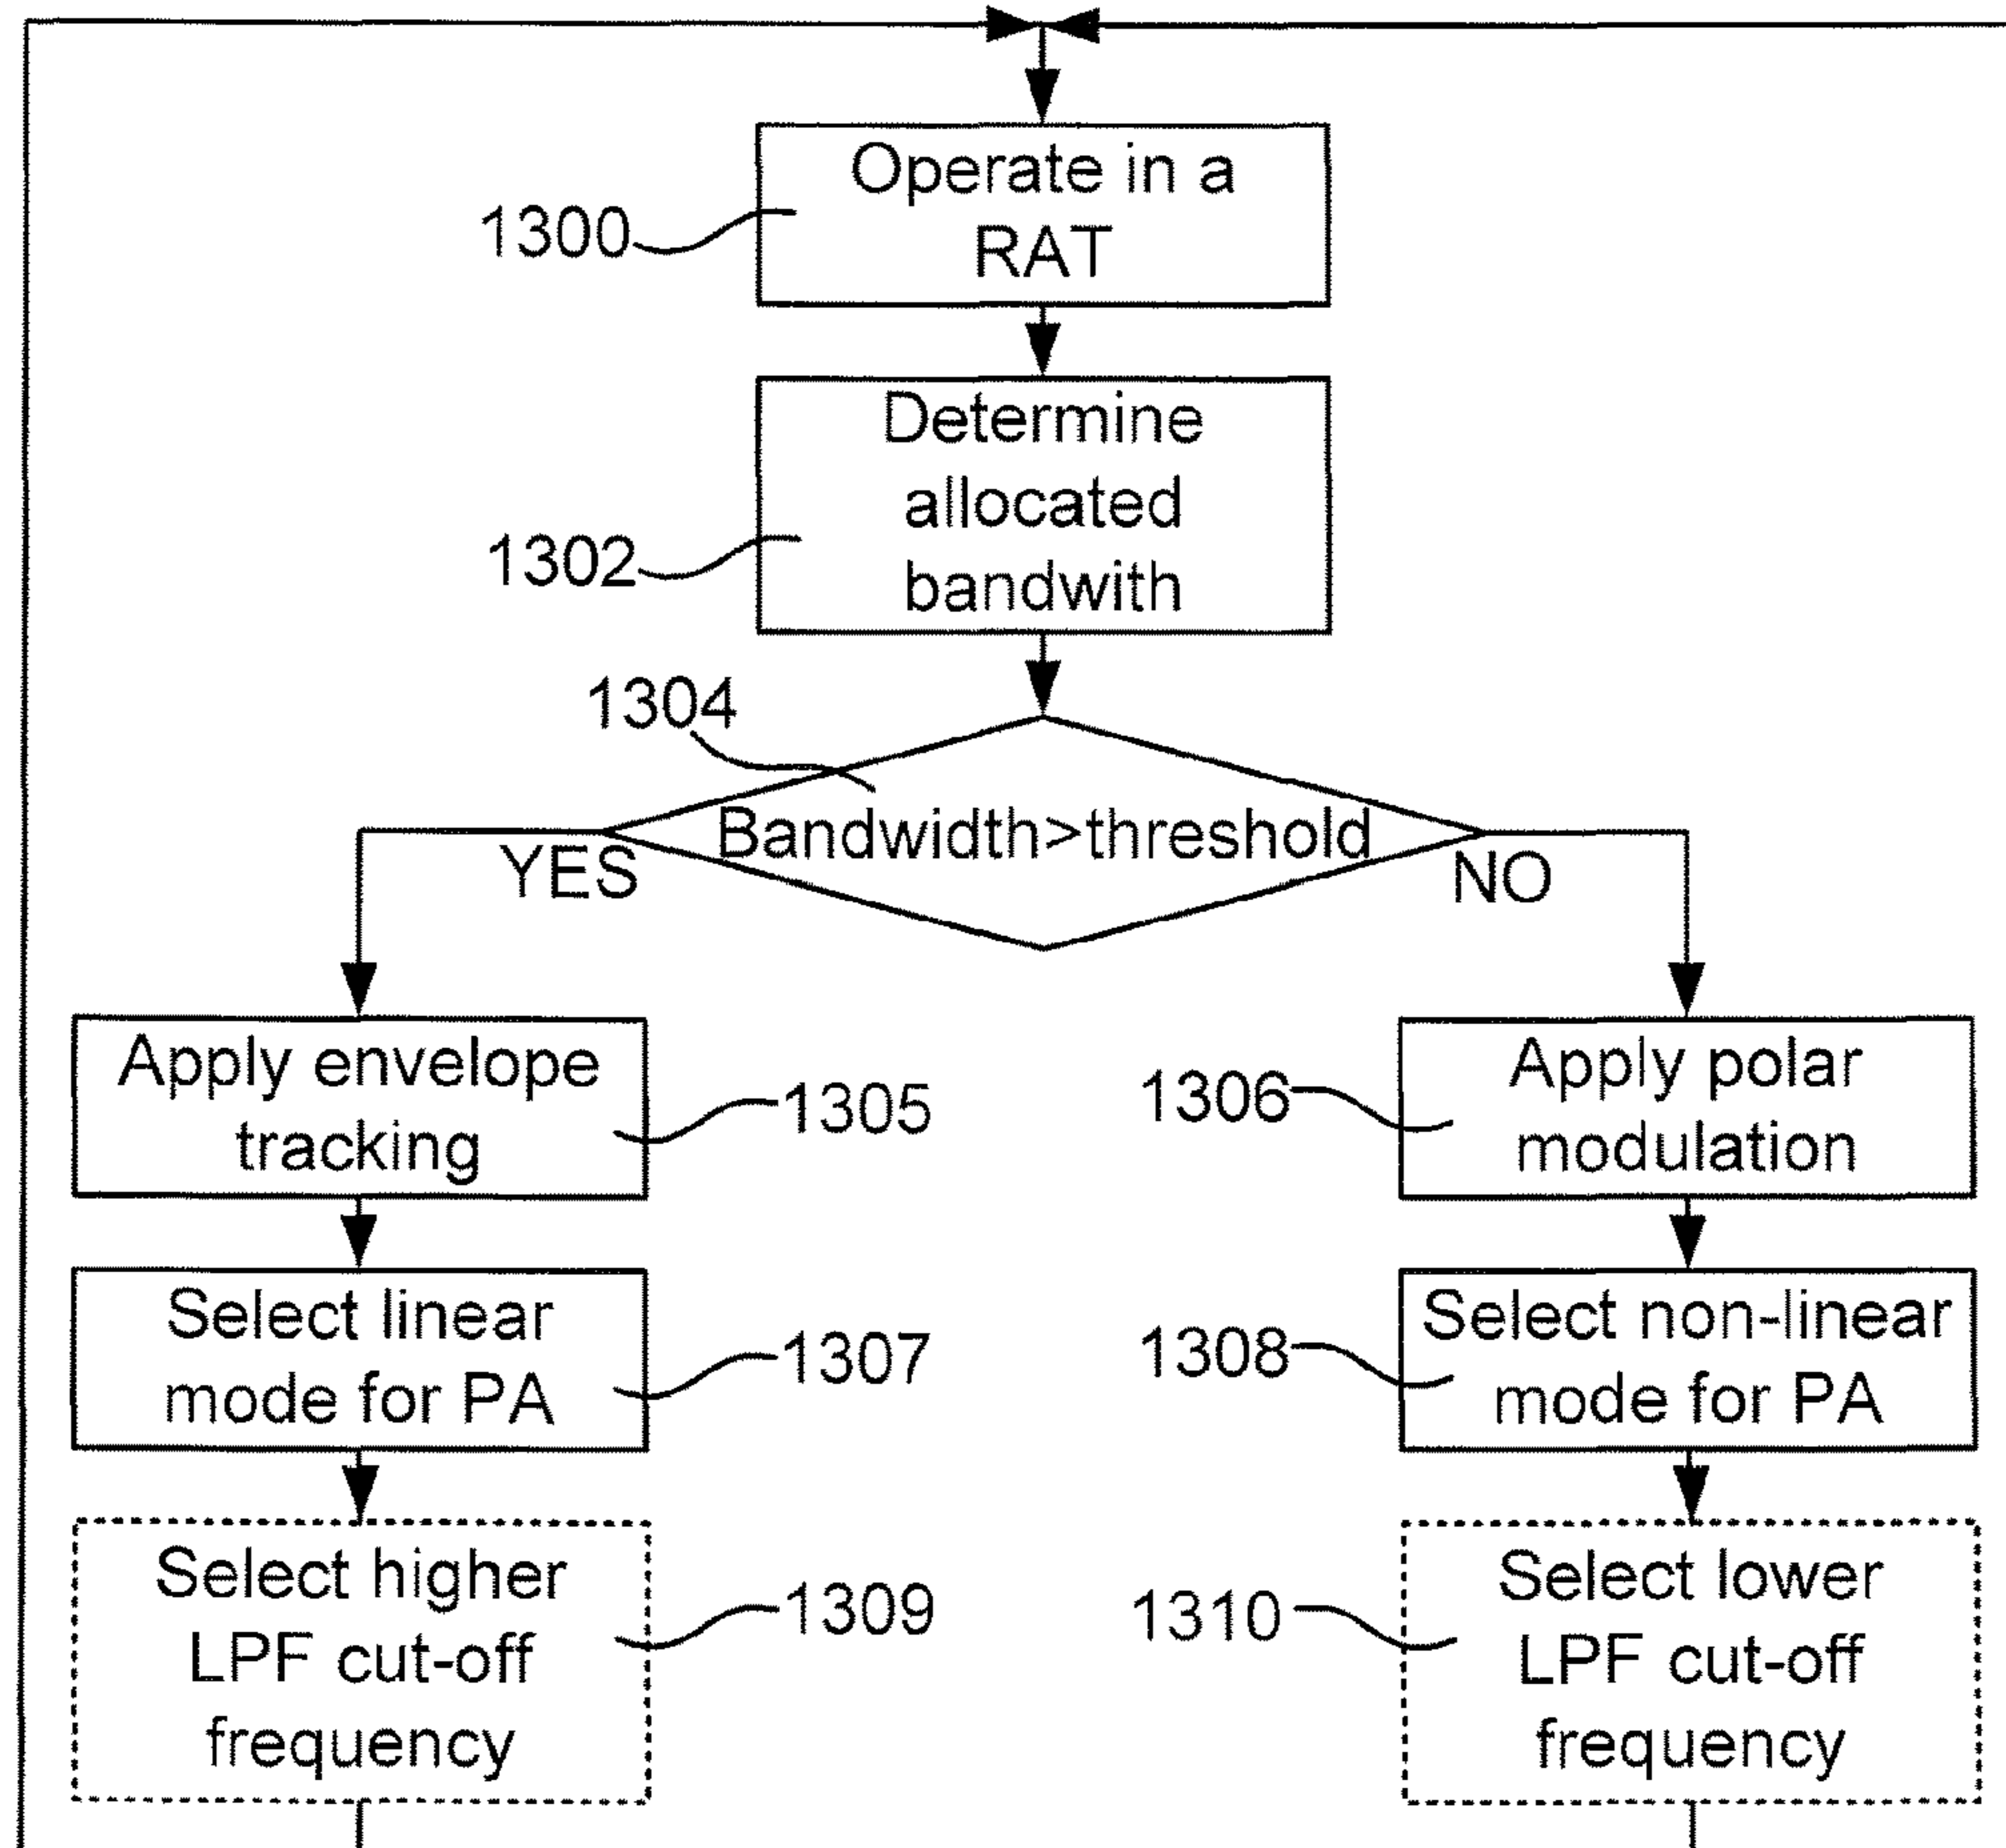 Operate in a
RAT
1300
Determine
allocated
bandwith
1302
1304
Bandwidth>threshold
YES
NO
Apply envelope
tracking
1305
1306
Apply polar
modulation
Select linear
mode for PA
1307
1308
Select non-linear
mode for PA
Select higher
LPF cut-off
frequency
1309
1310
Select lower
LPF cut-off
frequency